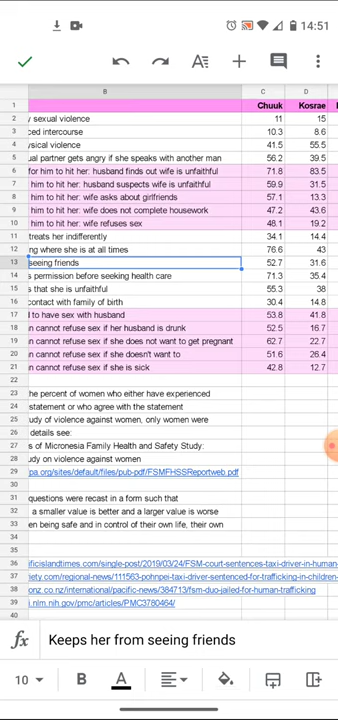 14:51
A
B C D
1 Chuuk Kosrae
2 y sexual violence 11 15
3 ced intercourse 10.3 8.6
4 ysical violence 41.5 55.5
5 ual partner gets angry if she speaks with another man 56.2 39.5
6 for him to hit her: husband finds out wife is unfaithful 71.8 83.5
7 him to hit her: husband suspects wife is unfaithful 59.9 31.5
8 him to hit her: wife asks about girlfriends 57.1 13.3
9 him to hit her: wife does not complete housework 47.2 43.6
10 him to hit her: wife refuses sex 48.1 19.2
11 treats her indifferently 34.1 14.4
12 ing where she is at all times 76.6 43
13 seeing friends 52.7 31.6
14 s permission before seeking health care 71.3 35.4
15 s that she is unfaithful 55.3 38
16 contact with family of birth 30.4 14.8
17 d to have sex with husband 53.8 41.8
18 n cannot refuse sex if her husband is drunk 52.5 16.7
19 n cannot refuse sex if she does not want to get pregnant 62.7 22.7
20 n cannot refuse sex if she doesn't want to 51.6 26.4
21 n cannot refuse sex if she is sick 42.8 12.7
22
23 he percent of women who either have experienced
24 statement or who agree with the statement
25 tudy of violence against women, only women were
26 details see:
27 s of Micronesia Family Health and Safety Study:
28 udy on violence against women
29 pa.org/sites/default/files/pub-pdf/FSMFHSSReportweb.pdf
30
31 questions were recast in a form such that
32 a smaller value is better and a larger value is worse
33 en being safe and in control of their own life, their own
34
35
36 ificislandtimes.com/single-post/2019/03/24/FSM-court-sentences-taxi-driver-in-human-
37 iety.com/regional-news/111563-pohnpei-taxi-driver-sentenced-for-trafficking-in-children-
38 onz.co.nz/international/pacific-news/384713/fsm-duo-jailed-for-human-trafficking
39 i.nlm.nih.gov/pmc/articles/PMC3780464/
40
fx Keeps her from seeing friends
10 B A